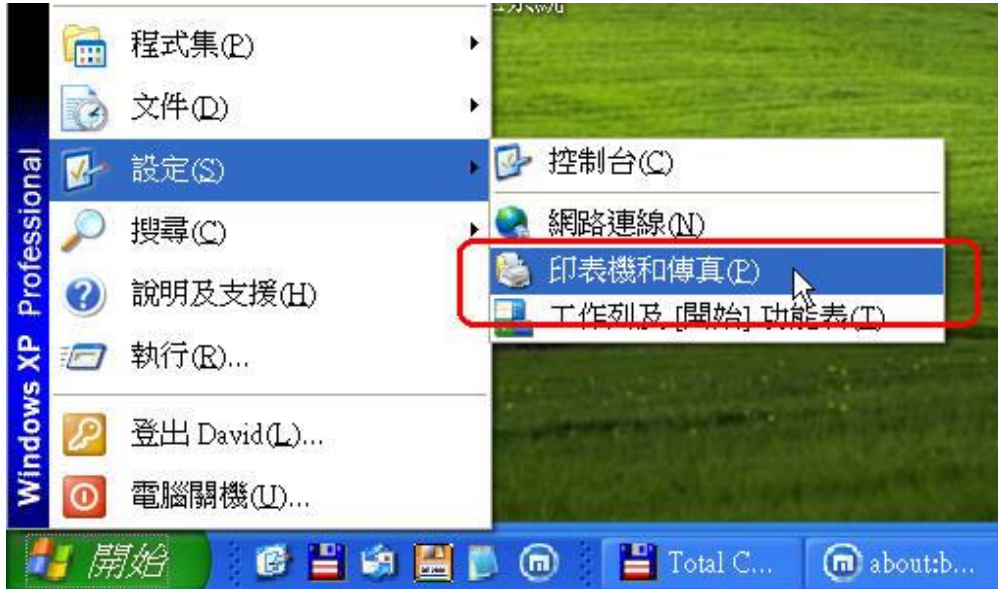 程式集(P)
文件(D)
設定(S)
搜尋(C)
說明及支援(H)
執行(R)...
登出 David(L)...
電腦關機(U)...
Windows XP Professional
控制台(C)
網路連線(N)
印表機和傳真(P)
工作列及 [開始] 功能表(T)
開始
Total C...
about:b...